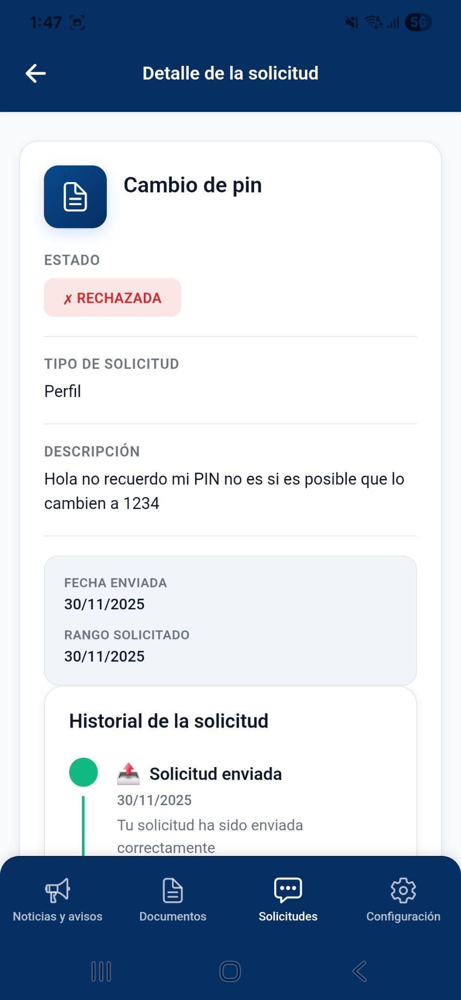 1:47
56
Detalle de la solicitud
Cambio de pin
ESTADO
✗ RECHAZADA
TIPO DE SOLICITUD
Perfil
DESCRIPCIÓN
Hola no recuerdo mi PIN no es si es posible que lo
cambien a 1234
FECHA ENVIADA
30/11/2025
RANGO SOLICITADO
30/11/2025
Historial de la solicitud
Solicitud enviada
30/11/2025
Tu solicitud ha sido enviada
correctamente
Noticias y avisos
Documentos
Solicitudes
Configuración